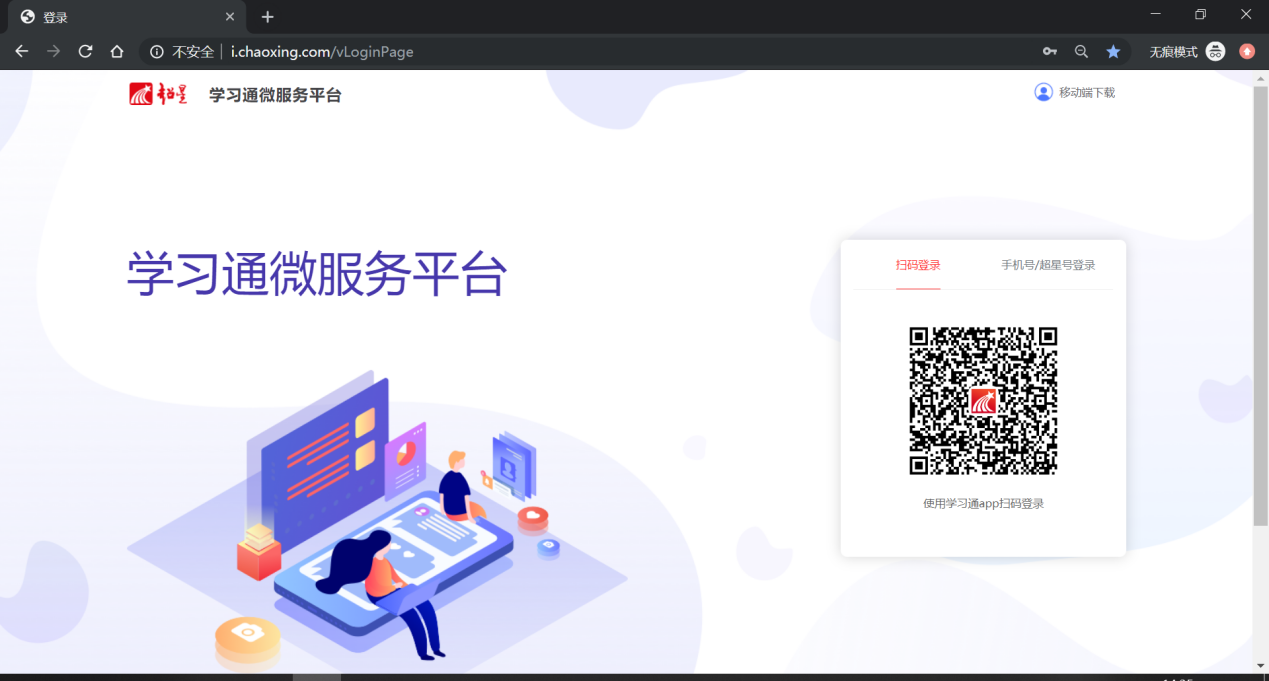 登录
不安全 | i.chaoxing.com/vLoginPage
无痕模式
超星 学习通微服务平台
移动端下载
学习通微服务平台
扫码登录 手机号/超星号登录
使用学习通app扫码登录